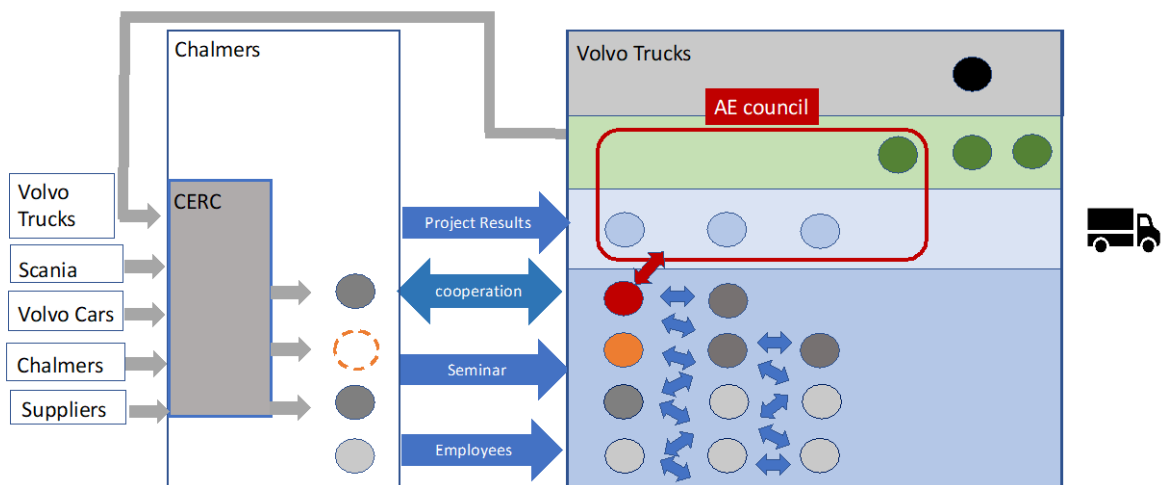 Chalmers
Volvo Trucks
AE council
Volvo
Trucks
CERC
Project Results
Scania
cooperation
Volvo Cars
Chalmers
Seminar
Suppliers
Employees